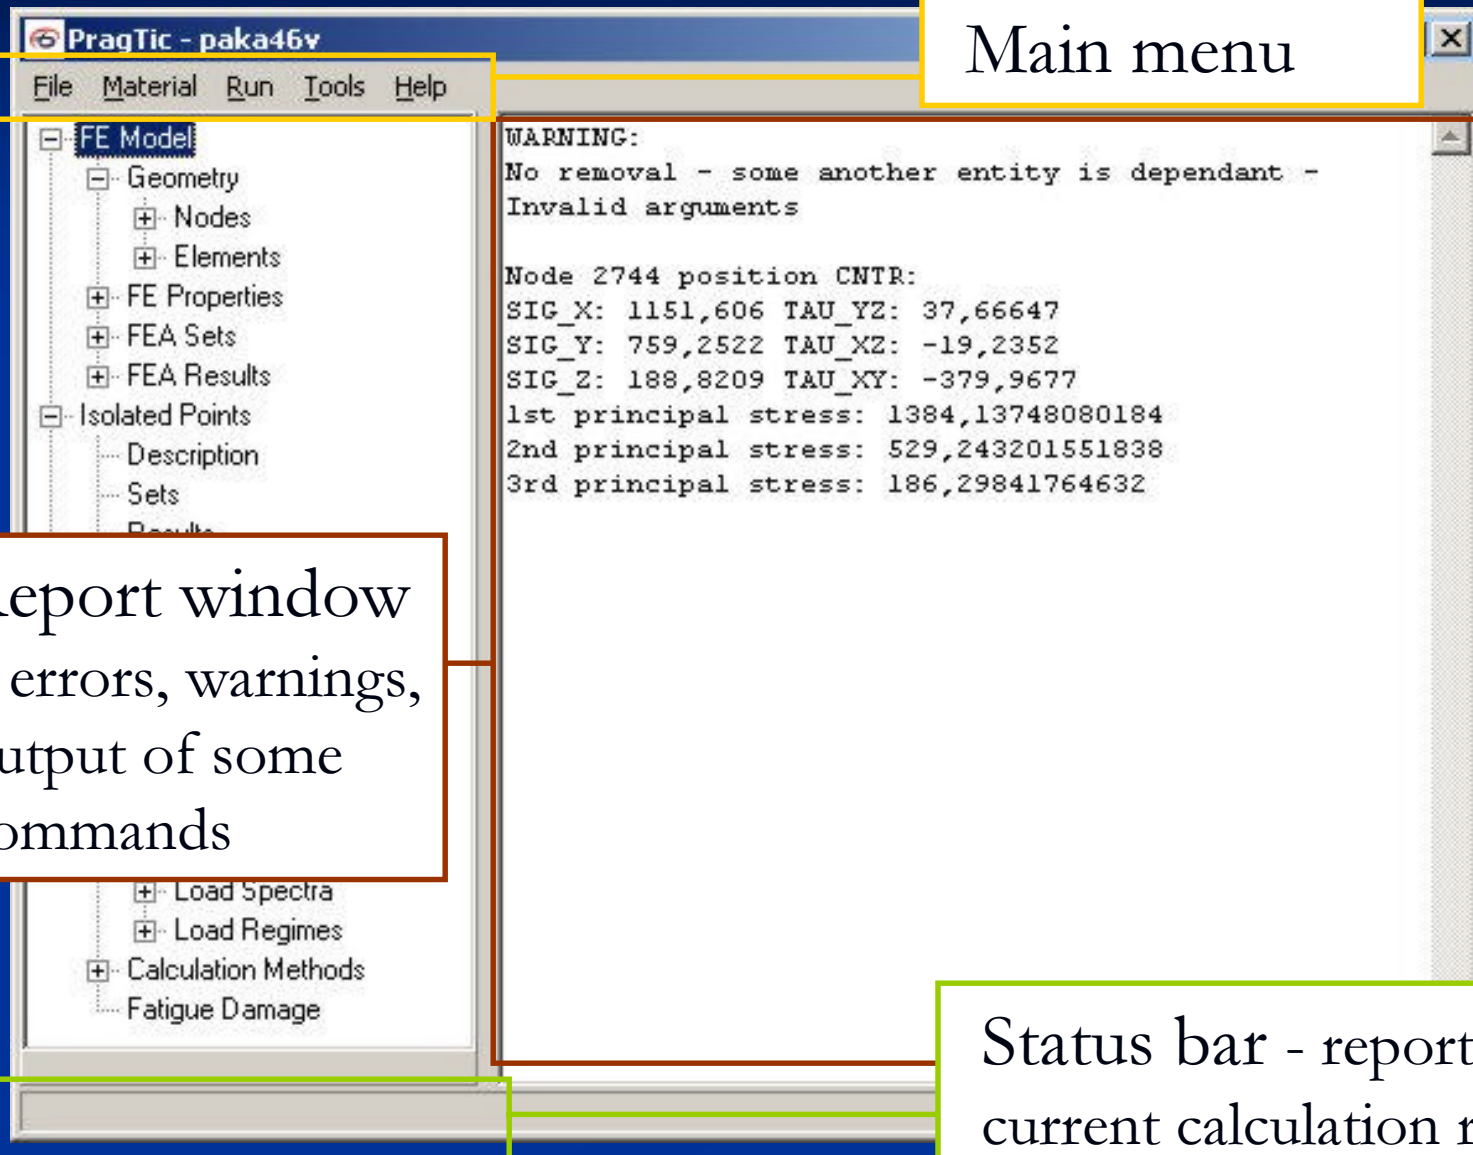 PragTic - paka46v
Main menu
File Material Run Tools Help
FE Model
Geometry
Nodes
Elements
FE Properties
FEA Sets
FEA Results
Isolated Points
Description
Sets
Results
Load Spectra
Load Regimes
Calculation Methods
Fatigue Damage
WARNING:
No removal - some another entity is dependant -
Invalid arguments
Node 2744 position CNTR:
SIG_X: 1151,606 TAU_YZ: 37,66647
SIG_Y: 759,2522 TAU_XZ: -19,2352
SIG_Z: 188,8209 TAU_XY: -379,9677
1st principal stress: 1384,13748080184
2nd principal stress: 529,243201551838
3rd principal stress: 186,29841764632
eport window
errors, warnings,
utput of some
ommands
Status bar - report
current calculation r